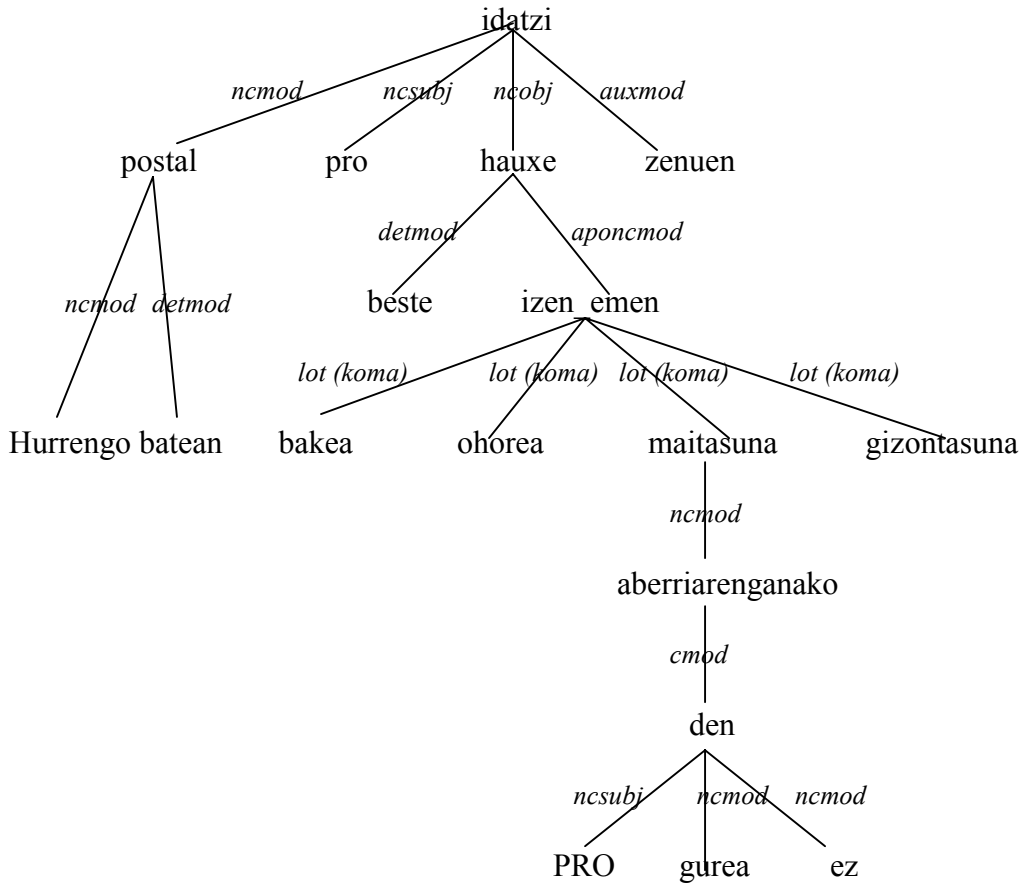 idatzi
ncmod ncsubj ncobj auxmod
postal pro hauxe zenuen
detmod aponcmod
ncmod detmod beste izen_emen
lot (koma) lot (koma) lot (koma) lot (koma)
Hurrengo batean bakea ohorea maitasuna gizontasuna
ncmod
aberriarenganako
cmod
den
ncsubj ncmod ncmod
PRO gurea ez